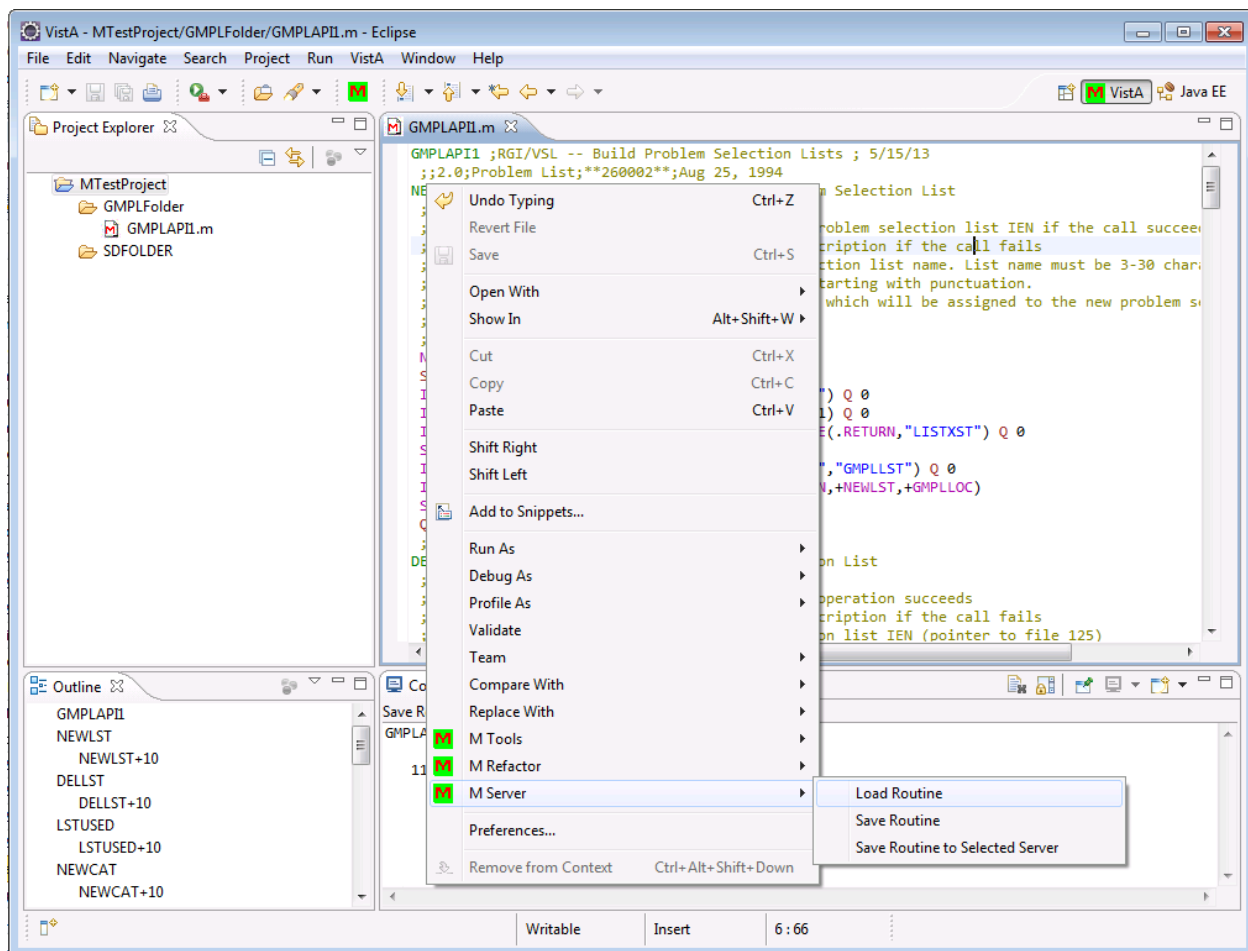 VistA - MTestProject/GMPLFolder/GMPLAPI1.m - Eclipse
File Edit Navigate Search Project Run VistA Window Help
M VistA Java EE
Project Explorer
MTestProject
GMPLFolder
GMPLAPI1.m
SDFOLDER
GMPLAPI1.m
GMPLAPI1 ;RGI/VSL -- Build Problem Selection Lists ; 5/15/13
;;2.0;Problem List;**260002**;Aug 25, 1994
Selection List
roblem selection list IEN if the call succee
cription if the call fails
ction list name. List name must be 3-30 char
tarting with punctuation.
which will be assigned to the new problem s
") Q 0
1) Q 0
E(.RETURN,"LISTXST") Q 0
","GMPLLST") Q 0
N,+NEWLST,+GMPLLOC)
on List
operation succeeds
cription if the call fails
on list IEN (pointer to file 125)
Undo Typing Ctrl+Z
Revert File
Save Ctrl+S
Open With
Show In Alt+Shift+W
Cut Ctrl+X
Copy Ctrl+C
Paste Ctrl+V
Shift Right
Shift Left
Add to Snippets...
Run As
Debug As
Profile As
Validate
Team
Compare With
Replace With
M M Tools
M M Refactor
M M Server
Preferences...
Remove from Context Ctrl+Alt+Shift+Down
Load Routine
Save Routine
Save Routine to Selected Server
Outline
GMPLAPI1
NEWLST
NEWLST+10
DELLST
DELLST+10
LSTUSED
LSTUSED+10
NEWCAT
NEWCAT+10
Co
Save R
GMPLA
11
Writable Insert 6 : 66